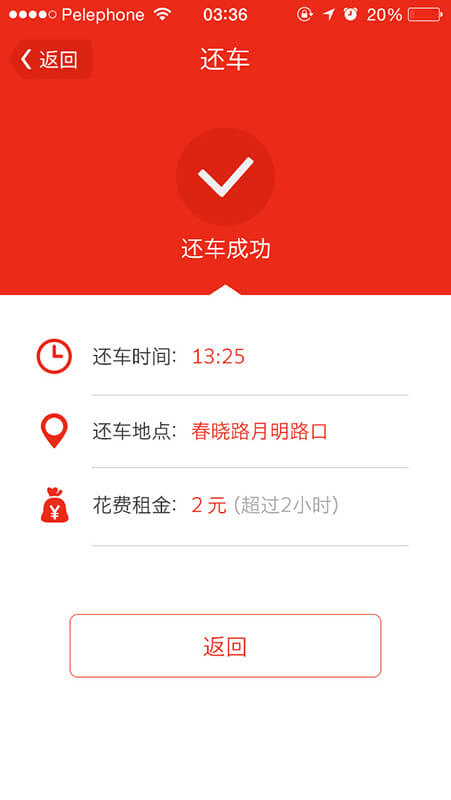 Pelephone 03:36 20%
返回 还车
还车成功
还车时间: 13:25
还车地点: 春晓路月明路口
¥
花费租金: 2 元 (超过2小时)
返回